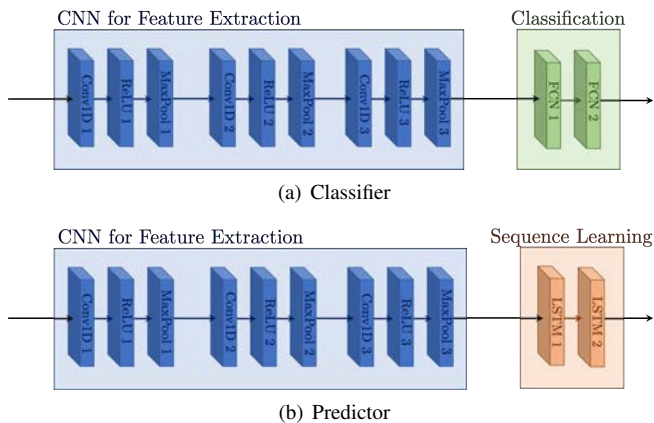 CNN for Feature Extraction
Classification
Conv1D 1
ReLU 1
MaxPool 1
Conv1D 2
ReLU 2
MaxPool 2
Conv1D 3
ReLU 3
MaxPool 3
FCN 1
FCN 2
(a) Classifier
CNN for Feature Extraction
Sequence Learning
Conv1D 1
ReLU 1
MaxPool 1
Conv1D 2
ReLU 2
MaxPool 2
Conv1D 3
ReLU 3
MaxPool 3
LSTM 1
LSTM 2
(b) Predictor